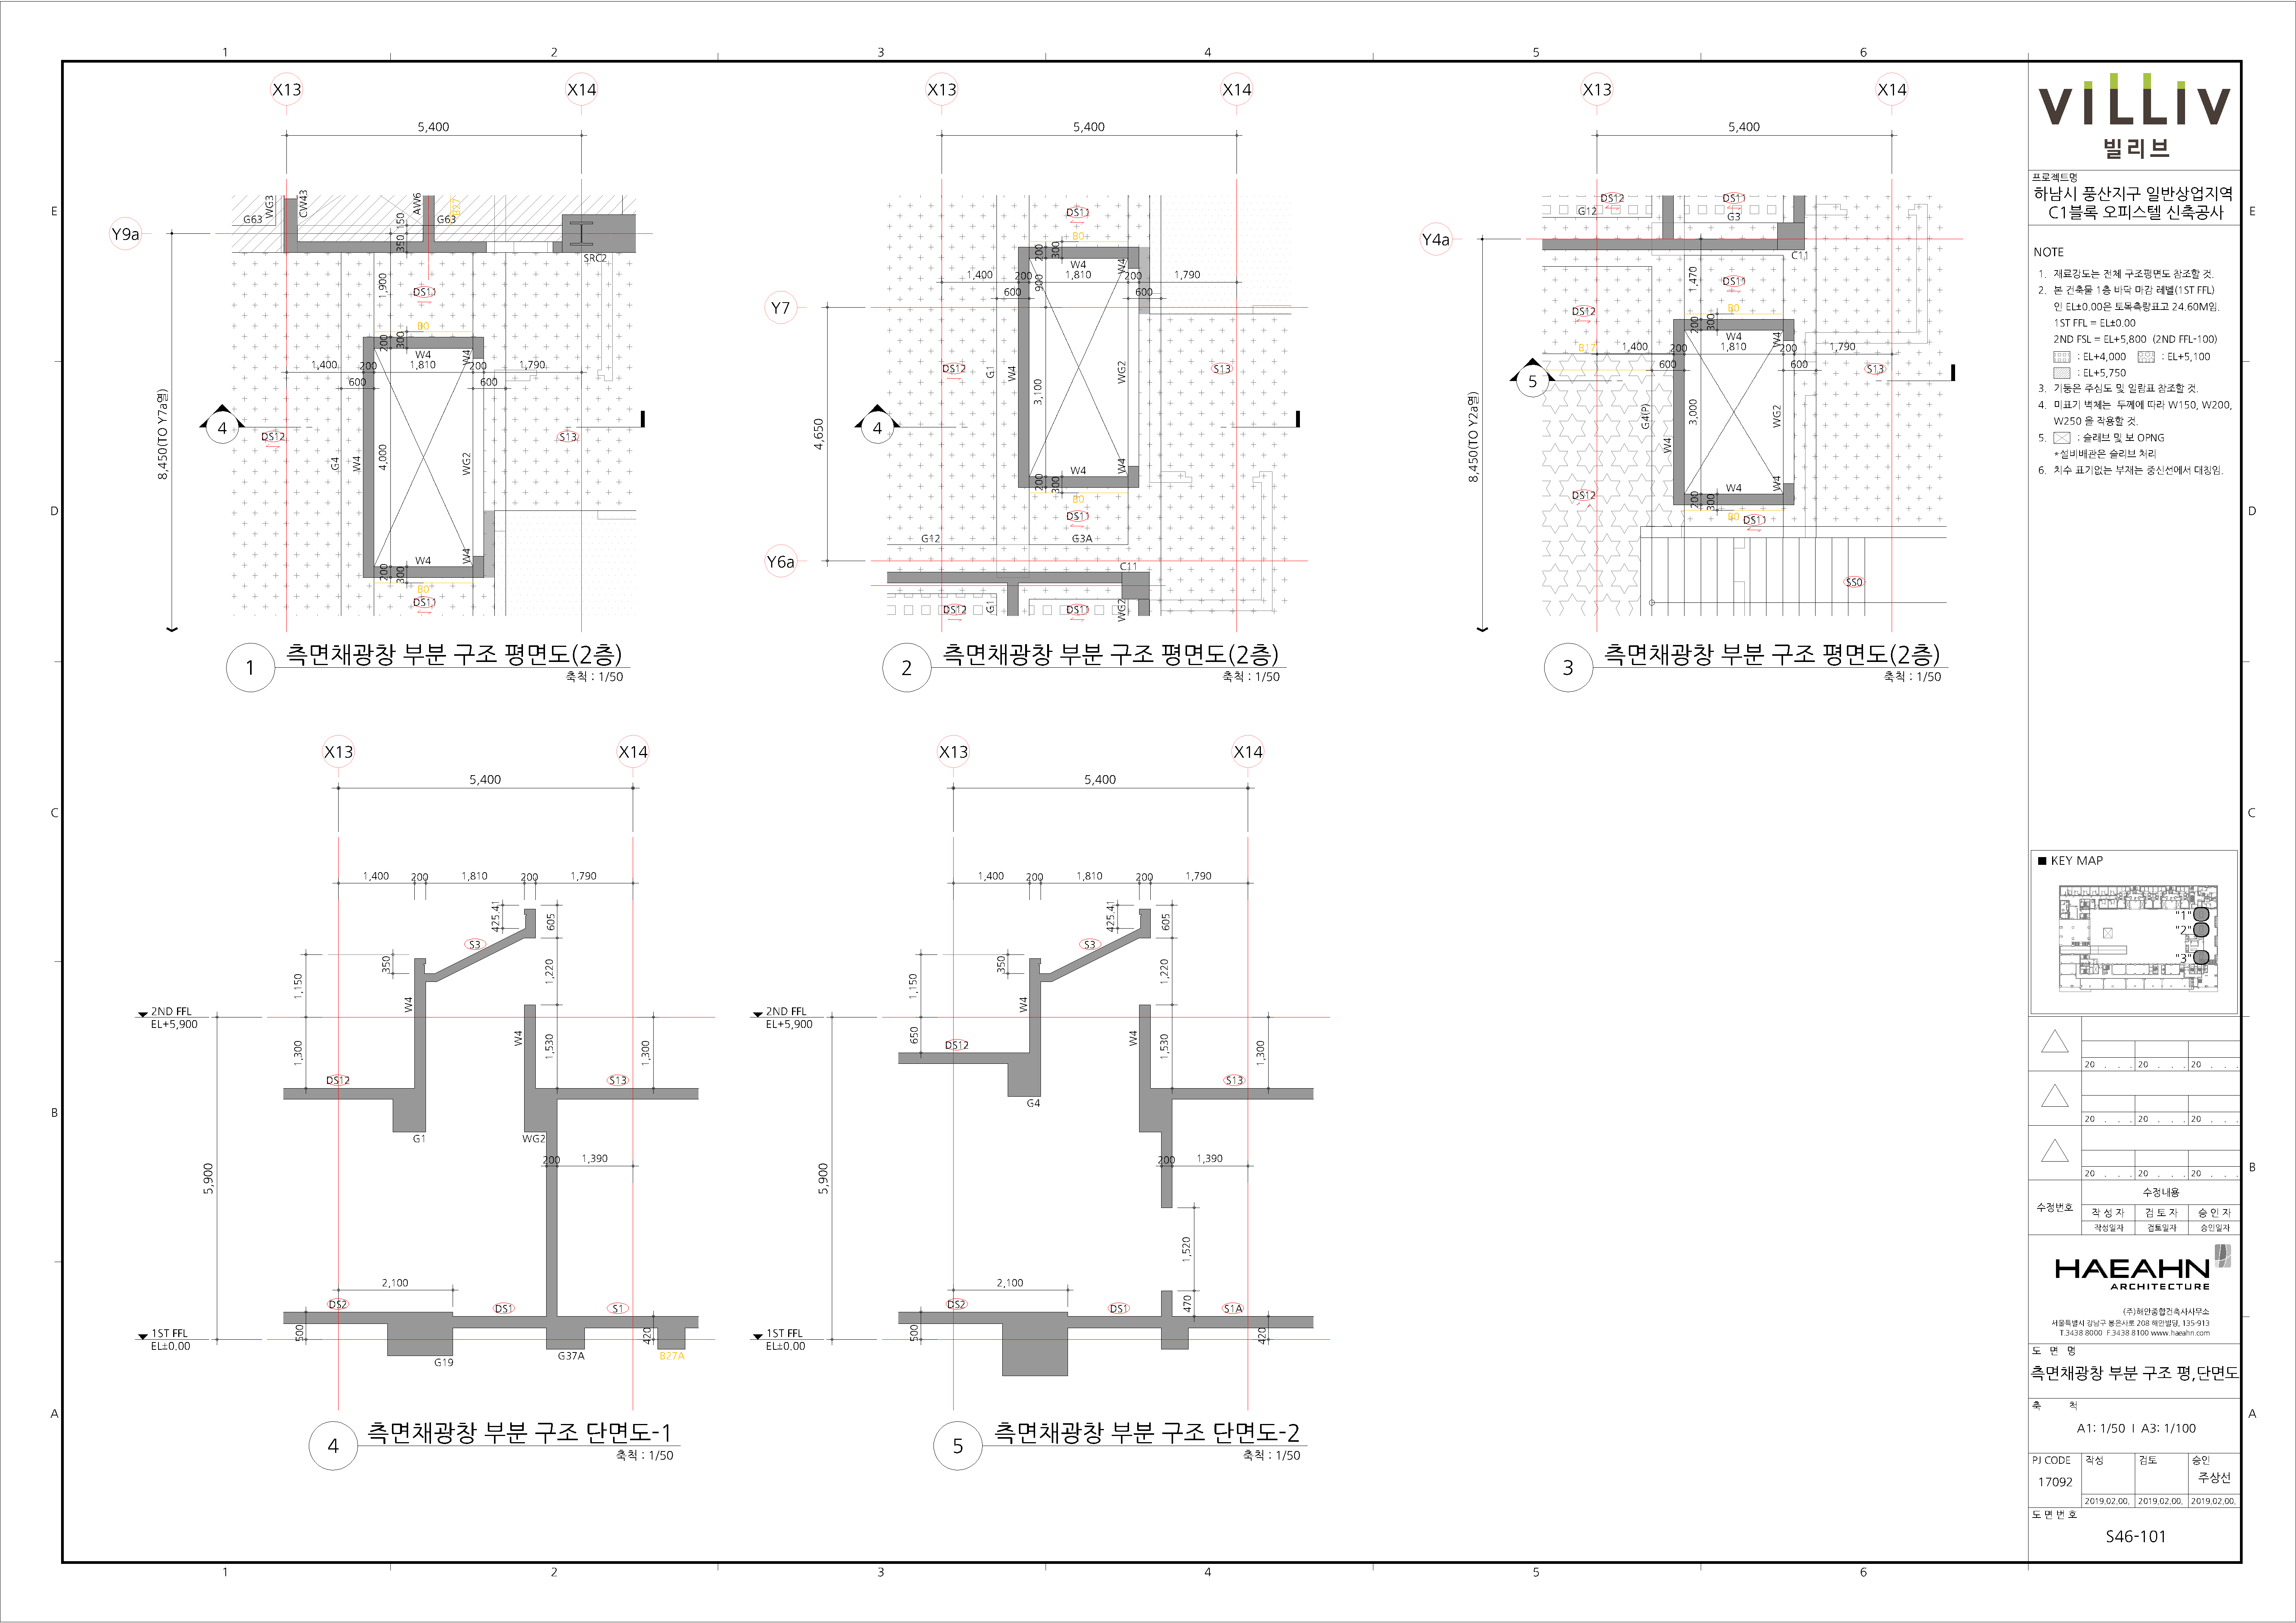 1
2
3
4
5
6
E
D
C
B
A
X13
X14
5,400
Y9a
WG3
CW43
AW6
B27
G63
G63
150
350
SRC2
1,900
DS11
B0
200
300
W4
W4
1,400
200
1,810
200
1,790
600
600
8,450(TO Y7a열)
4
DS12
S13
G4
W4
4,000
WG2
W4
W4
200
300
B0
DS11
1
측면채광창 부분 구조 평면도(2층)
축척 : 1/50
X13
X14
5,400
DS11
B0
200
300
W4
W4
1,400
200
900
1,810
200
1,790
600
600
Y7
DS12
G1
W4
WG2
S13
3,100
4,650
4
W4
W4
200
300
B0
DS11
G12
G3A
Y6a
C11
DS12
G1
DS11
WG2
2
측면채광창 부분 구조 평면도(2층)
축척 : 1/50
X13
X14
5,400
DS12
DS11
G12
G3
Y4a
C11
1,470
DS11
DS12
B0
200
300
W4
W4
B17
1,400
200
1,810
200
1,790
600
600
S13
5
8,450(TO Y2a열)
G4(P)
W4
3,000
WG2
DS12
W4
W4
200
300
B0
DS11
SS0
3
측면채광창 부분 구조 평면도(2층)
축척 : 1/50
X13
X14
5,400
1,400
200
1,810
200
1,790
425.41
605
S3
350
1,150
1,220
W4
2ND FFL
EL+5,900
W4
1,530
1,300
1,300
DS12
S13
G1
WG2
200
1,390
5,900
2,100
DS2
DS1
S1
500
420
1ST FFL
EL±0.00
G19
G37A
B27A
4
측면채광창 부분 구조 단면도-1
축척 : 1/50
X13
X14
5,400
1,400
200
1,810
200
1,790
425.41
605
S3
350
1,150
1,220
W4
2ND FFL
EL+5,900
650
W4
1,530
1,300
DS12
S13
G4
200
1,390
5,900
1,520
2,100
DS2
DS1
470
S1A
500
420
1ST FFL
EL±0.00
5
측면채광창 부분 구조 단면도-2
축척 : 1/50
VILLIV
빌리브
프로젝트명
하남시 풍산지구 일반상업지역
C1블록 오피스텔 신축공사
NOTE
1. 재료강도는 전체 구조평면도 참조할 것.
2. 본 건축물 1층 바닥 마감 레벨(1ST FFL)
인 EL±0.00은 토목측량표고 24.60M임.
1ST FFL = EL±0.00
2ND FSL = EL+5,800 (2ND FFL-100)
: EL+4,000 : EL+5,100
: EL+5,750
3. 기둥은 주심도 및 일람표 참조할 것.
4. 미표기 벽체는 두께에 따라 W150, W200,
W250 을 적용할 것.
5. : 슬래브 및 보 OPNG
*설비배관은 슬리브 처리
6. 치수 표기없는 부재는 중심선에서 대칭임.
■ KEY MAP
"1"
"2"
"3"
20 . . . 20 . . . 20 . . .
20 . . . 20 . . . 20 . . .
20 . . . 20 . . . 20 . . .
수정번호
수정내용
작 성 자 검 토 자 승 인 자
작성일자 검토일자 승인일자
HAEAHN
ARCHITECTURE
(주)해안종합건축사사무소
서울특별시 강남구 봉은사로 208 해안빌딩, 135-913
T.3438 8000 F.3438 8100 www.haeahn.com
도 면 명
측면채광창 부분 구조 평,단면도
축 척
A1: 1/50 I A3: 1/100
PJ CODE 작성 검토 승인
17092 주상선
2019.02.00. 2019.02.00. 2019.02.00.
도 면 번 호
S46-101
E
D
C
B
A
1
2
3
4
5
6